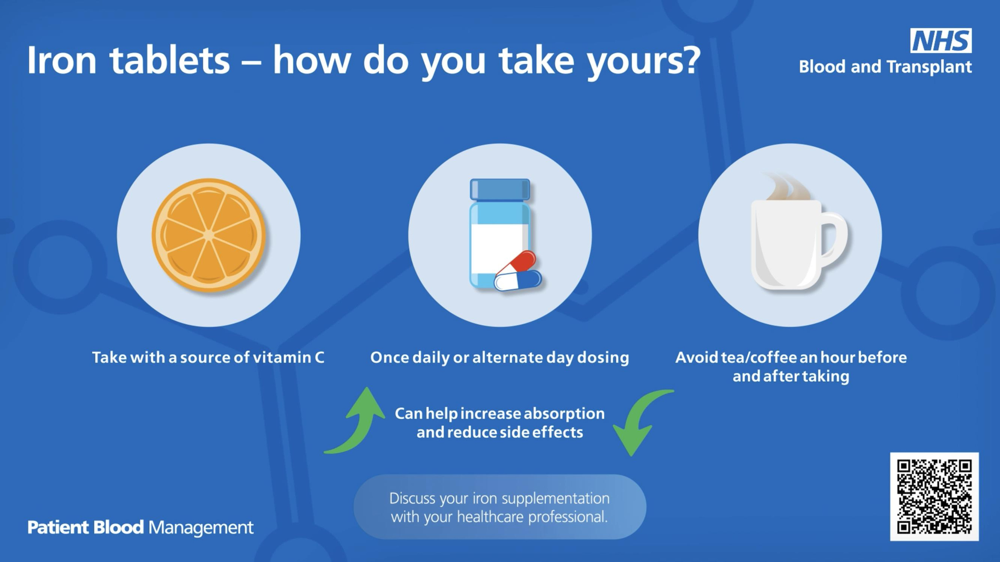 Iron tablets – how do you take yours?
NHS
Blood and Transplant
Take with a source of vitamin C
Once daily or alternate day dosing
Avoid tea/coffee an hour before
and after taking
Can help increase absorption
and reduce side effects
Discuss your iron supplementation
with your healthcare professional.
Patient Blood Management